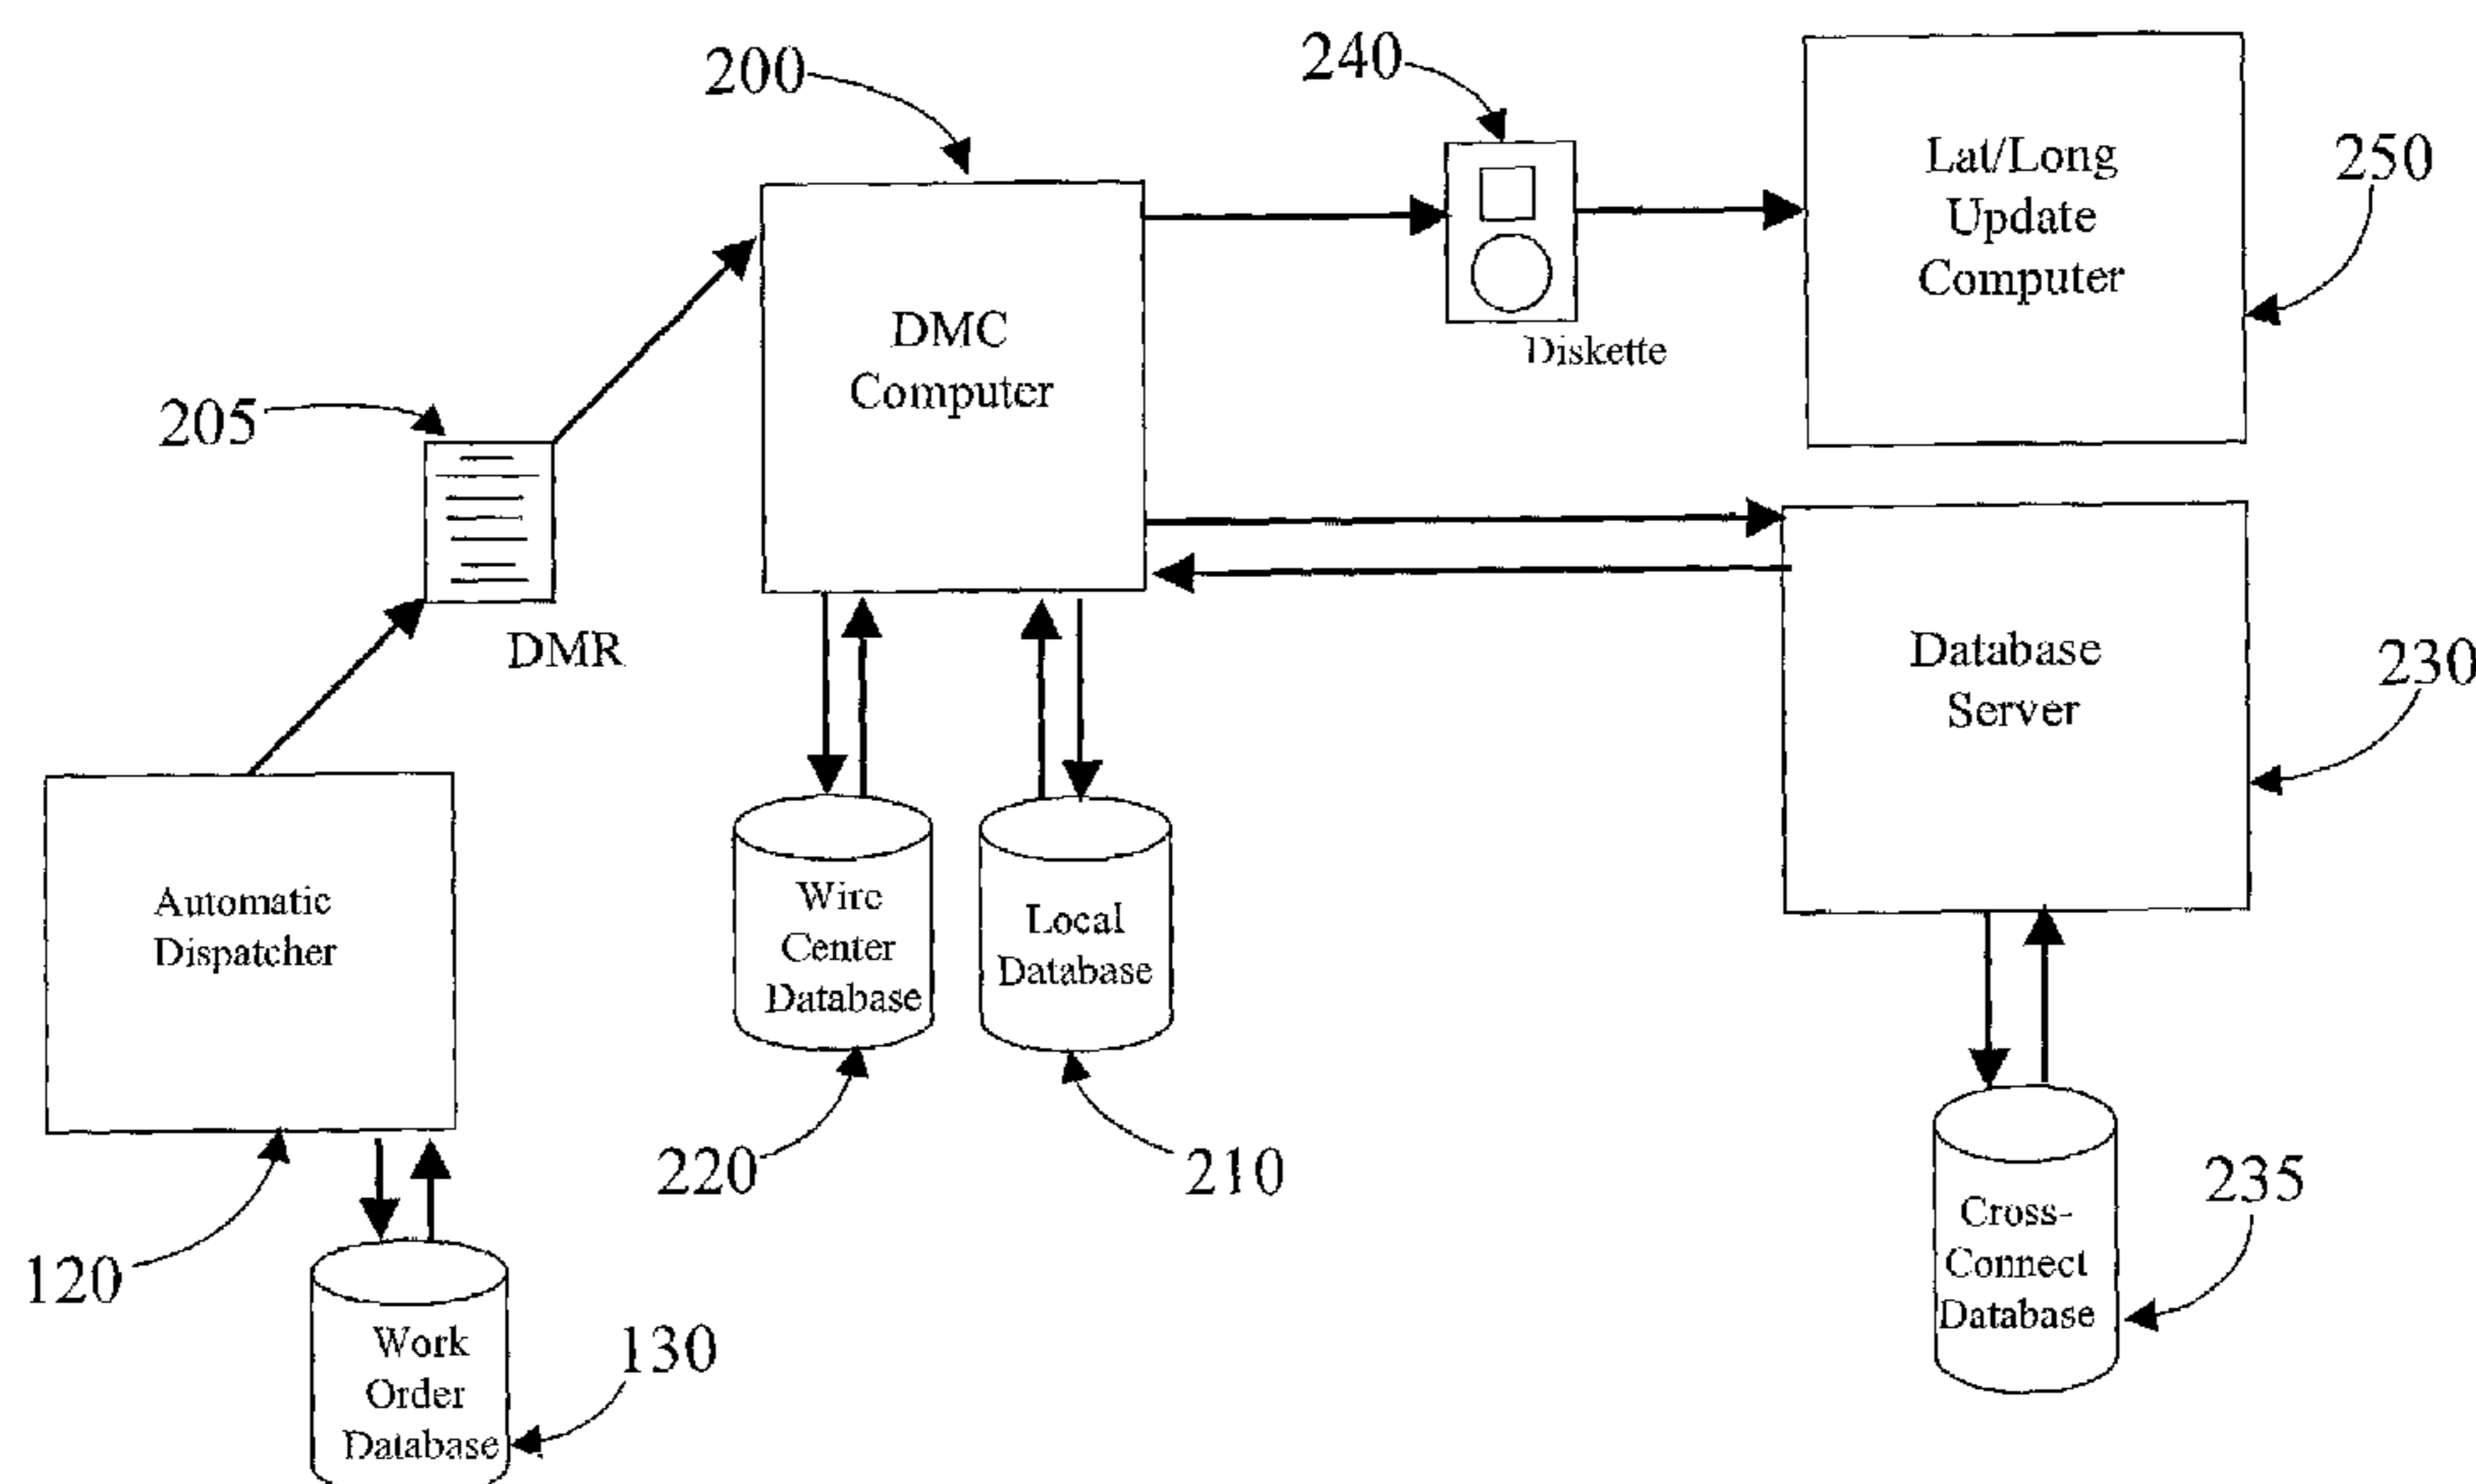 200
240
Lat/Long
Update
Computer
250
DMC
Computer
Diskette
205
DMR
Database
Server
230
Automatic
Dispatcher
Wire
Center
Database
Local
Database
220
210
Cross-
Connect
Database
235
120
Work
Order
Database
130